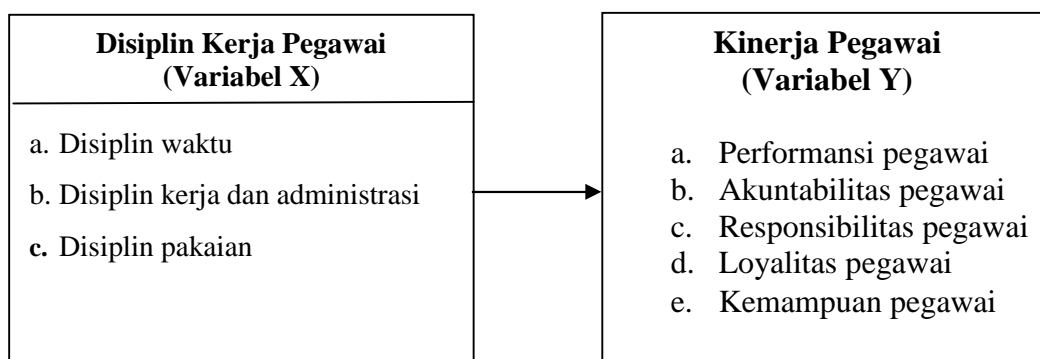 Disiplin Kerja Pegawai
(Variabel X)
a. Disiplin waktu
b. Disiplin kerja dan administrasi
c. Disiplin pakaian
Kinerja Pegawai
(Variabel Y)
a. Performansi pegawai
b. Akuntabilitas pegawai
c. Responsibilitas pegawai
d. Loyalitas pegawai
e. Kemampuan pegawai